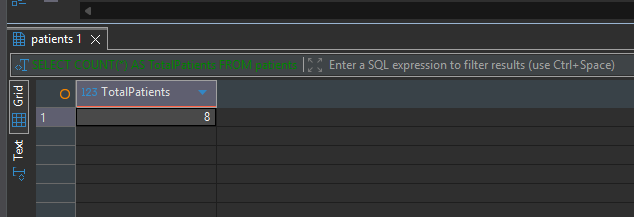 patients 1
SELECT COUNT(*) AS TotalPatients FROM patients Enter a SQL expression to filter results (use Ctrl+Space)
Grid
Text
123 TotalPatients
1 8